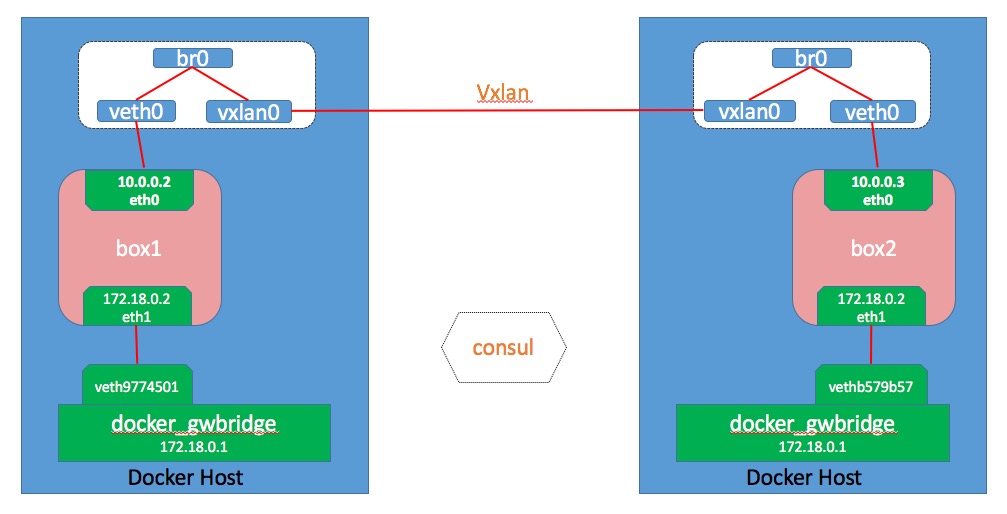 br0
veth0
vxlan0
10.0.0.2
eth0
box1
172.18.0.2
eth1
veth9774501
docker_gwbridge
172.18.0.1
Docker Host
Vxlan
consul
br0
vxlan0
veth0
10.0.0.3
eth0
box2
172.18.0.2
eth1
vethb579b57
docker_gwbridge
172.18.0.1
Docker Host